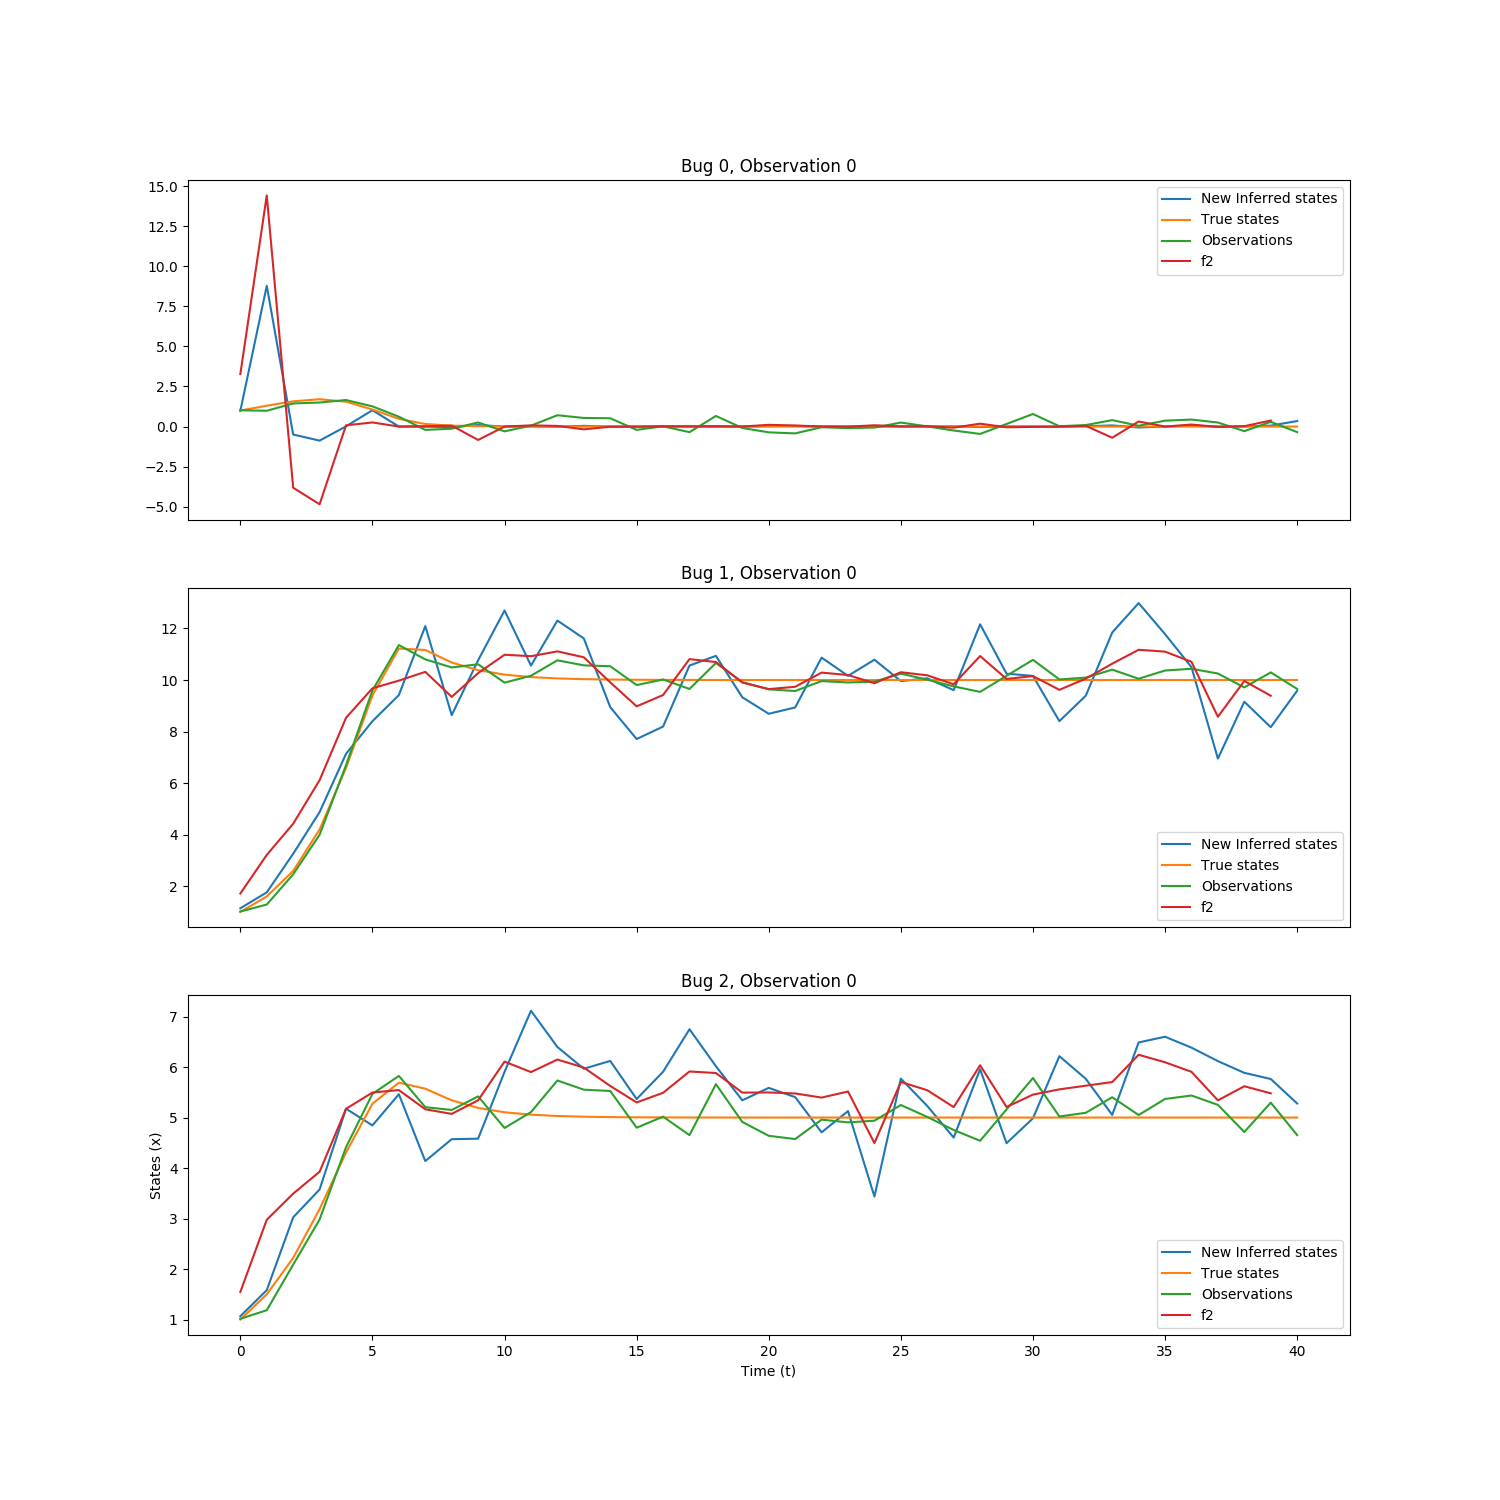 Bug 0, Observation 0
15.0
12.5
10.0
7.5
5.0
2.5
0.0
−2.5
−5.0
New Inferred states
True states
Observations
f2
Bug 1, Observation 0
12
10
8
6
4
2
New Inferred states
True states
Observations
f2
Bug 2, Observation 0
7
6
5
4
3
2
1
States (x)
New Inferred states
True states
Observations
f2
0 5 10 15 20 25 30 35 40
Time (t)